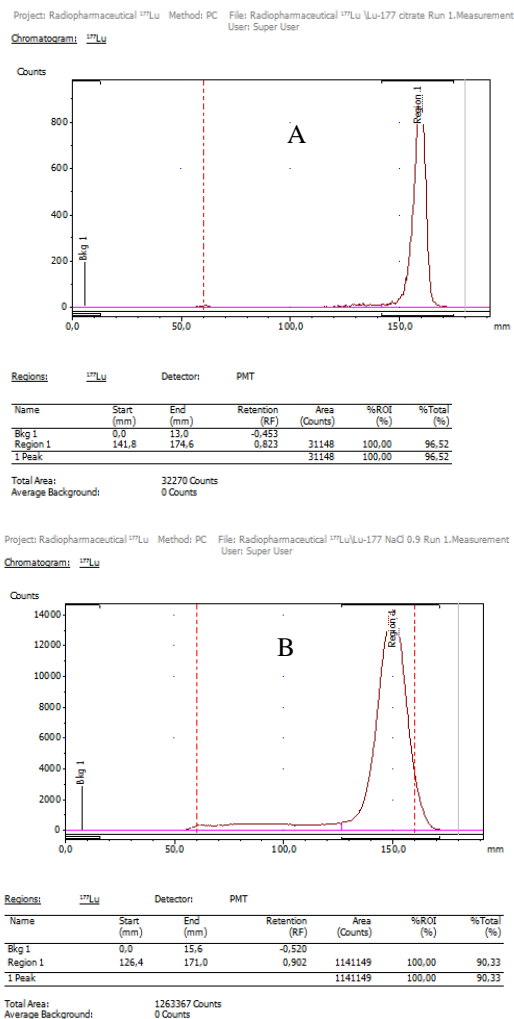 Project: Radiopharmaceutical ¹⁷⁷Lu Method: PC File: Radiopharmaceutical ¹⁷⁷Lu \Lu-177 citrate Run 1.Measurement
User: Super User
Chromatogram: ¹⁷⁷Lu
Counts
800
600
400
200
0
Bkg 1
A
Region 1
0,0 50,0 100,0 150,0 mm
Regions: ¹⁷⁷Lu Detector: PMT
Name Start End Retention Area %ROI %Total
(mm) (mm) (RF) (Counts) (%) (%)
Bkg 1 0,0 13,0 -0,453
Region 1 141,8 174,6 0,823 31148 100,00 96,52
1 Peak 31148 100,00 96,52
Total Area: 32270 Counts
Average Background: 0 Counts
Project: Radiopharmaceutical ¹⁷⁷Lu Method: PC File: Radiopharmaceutical ¹⁷⁷Lu\Lu-177 NaCl 0.9 Run 1.Measurement
User: Super User
Chromatogram: ¹⁷⁷Lu
Counts
14000
12000
10000
8000
6000
4000
2000
0
Bkg 1
B
Region 1
0,0 50,0 100,0 150,0 mm
Regions: ¹⁷⁷Lu Detector: PMT
Name Start End Retention Area %ROI %Total
(mm) (mm) (RF) (Counts) (%) (%)
Bkg 1 0,0 15,6 -0,520
Region 1 126,4 171,0 0,902 1141149 100,00 90,33
1 Peak 1141149 100,00 90,33
Total Area: 1263367 Counts
Average Background: 0 Counts